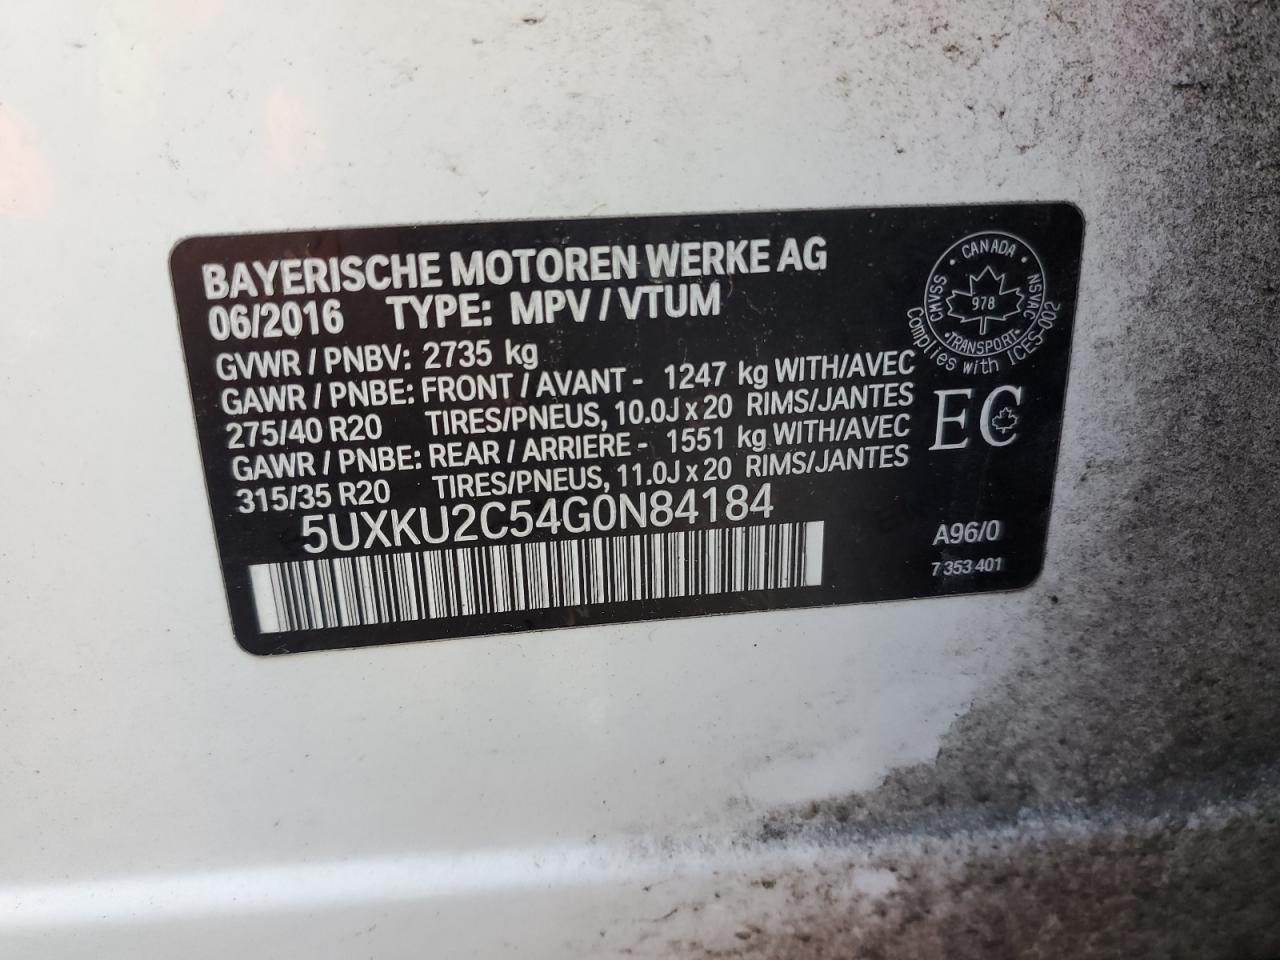 BAYERISCHE MOTOREN WERKE AG
06/2016 TYPE: MPV / VTUM
GVWR / PNBV: 2735 kg
GAWR / PNBE: FRONT / AVANT - 1247 kg WITH/AVEC
275/40 R20 TIRES/PNEUS, 10.0J x 20 RIMS/JANTES
GAWR / PNBE: REAR / ARRIERE - 1551 kg WITH/AVEC
315/35 R20 TIRES/PNEUS, 11.0J x 20 RIMS/JANTES
5UXKU2C54G0N84184
CMVSS · CANADA · NSVAC
978
· TRANSPORT ·
Complies with ICES-002
EC
A96/0
7 353 401